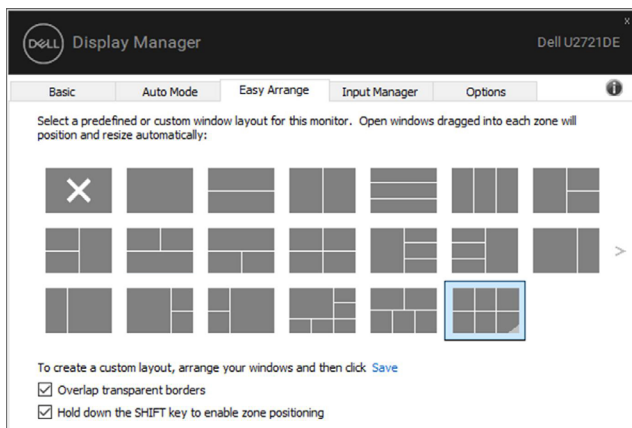 x
DELL Display Manager Dell U2721DE
Basic Auto Mode Easy Arrange Input Manager Options i
Select a predefined or custom window layout for this monitor. Open windows dragged into each zone will
position and resize automatically:
>
To create a custom layout, arrange your windows and then click Save
Overlap transparent borders
Hold down the SHIFT key to enable zone positioning